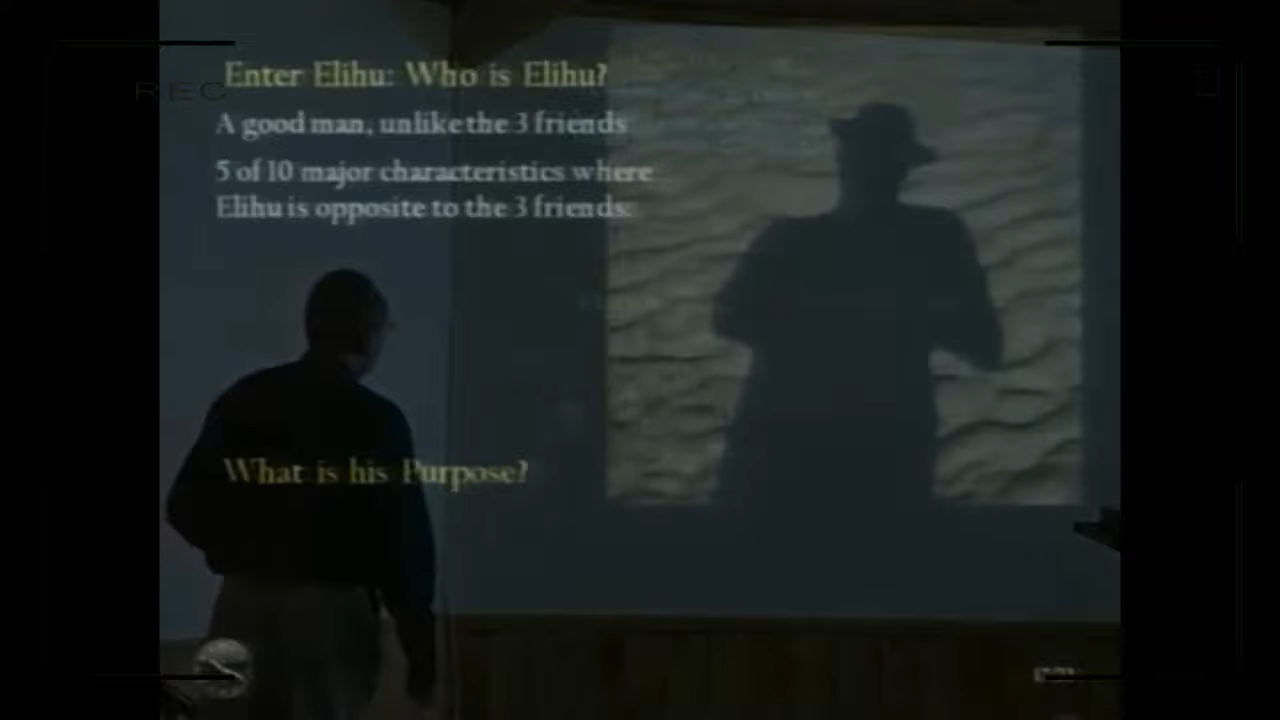 Enter Elihu: Who is Elihu?
REC
A good man, unlike the 3 friends
5 of 10 major characteristics where
Elihu is opposite to the 3 friends:
What is his Purpose?